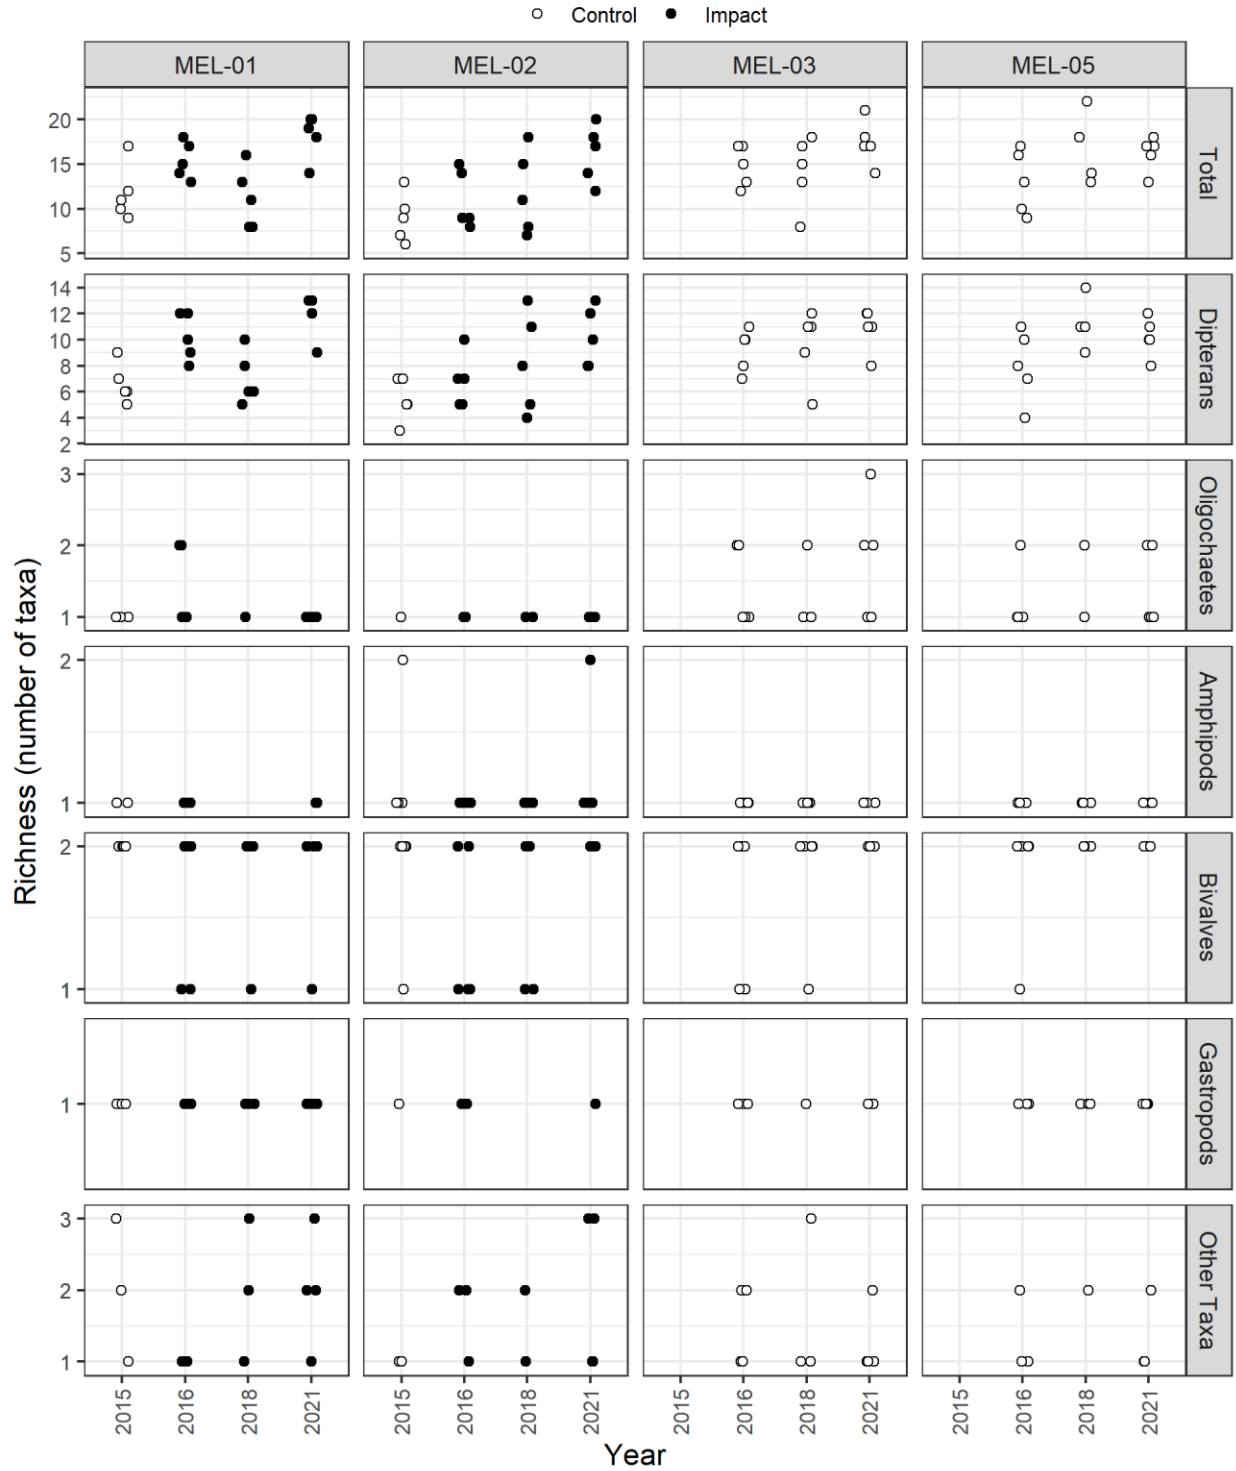 Control Impact
MEL-01 MEL-02 MEL-03 MEL-05
Total
20
15
10
5
Dipterans
14
12
10
8
6
4
2
Oligochaetes
3
2
1
Amphipods
2
1
Bivalves
2
1
Gastropods
1
Other Taxa
3
2
1
Richness (number of taxa)
2015 2016 2018 2021 2015 2016 2018 2021 2015 2016 2018 2021 2015 2016 2018 2021
Year